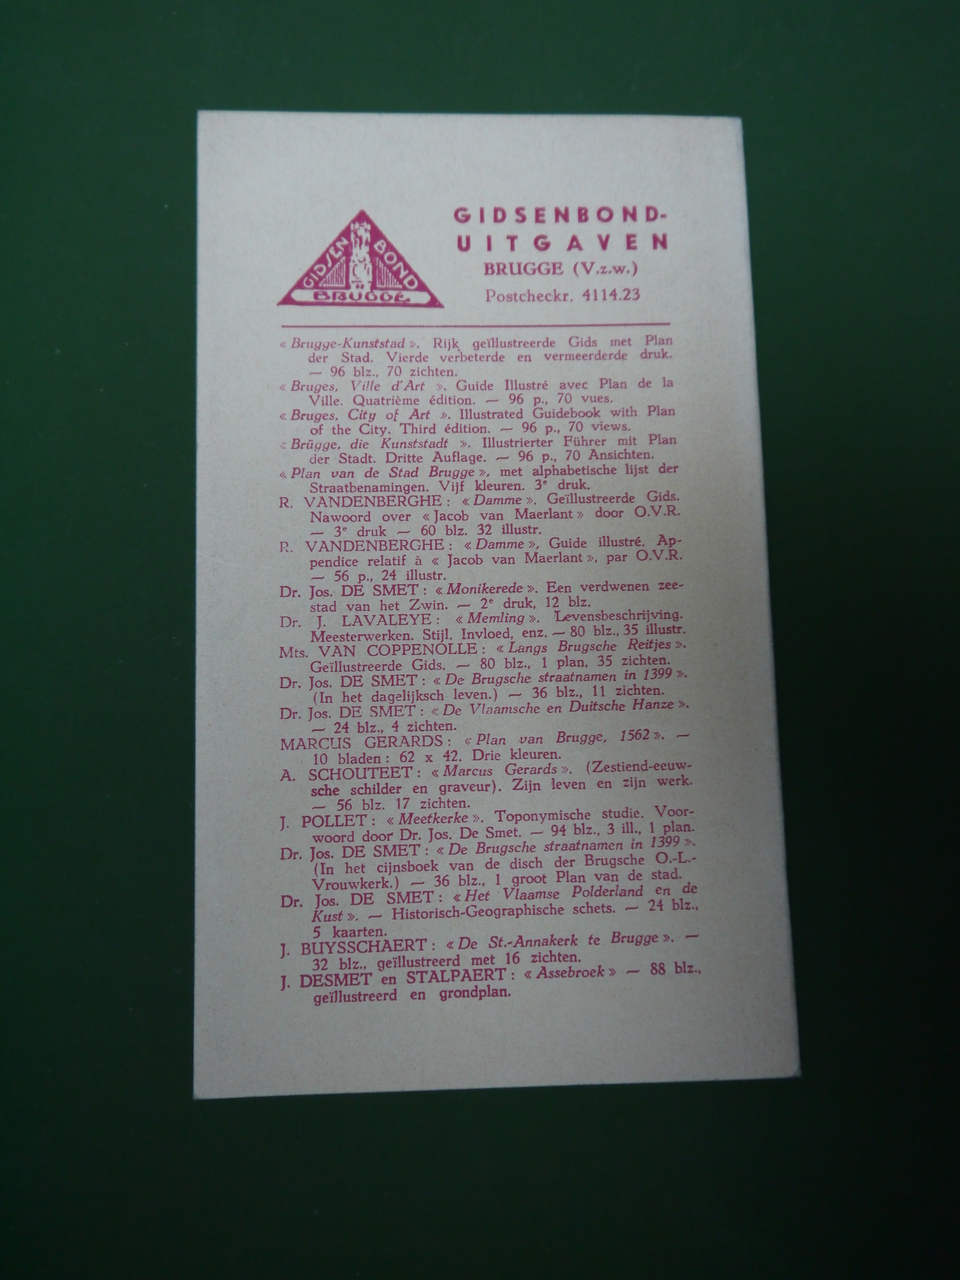 GIDSEN BOND
BRUGGE
GIDSENBOND-
UITGAVEN
BRUGGE (V.z.w.)
Postcheckr. 4114.23
« Brugge-Kunststad ». Rijk geïllustreerde Gids met Plan
der Stad. Vierde verbeterde en vermeerderde druk.
— 96 blz., 70 zichten.
« Bruges, Ville d'Art ». Guide Illustré avec Plan de la
Ville. Quatrième édition. — 96 p., 70 vues.
« Bruges, City of Art ». Illustrated Guidebook with Plan
of the City. Third édition. — 96 p., 70 views.
« Brügge, die Kunststadt ». Illustrierter Führer mit Plan
der Stadt. Dritte Auflage. — 96 p., 70 Ansichten.
« Plan van de Stad Brugge », met alphabetische lijst der
Straatbenamingen. Vijf kleuren. 3e druk.
R. VANDENBERGHE : « Damme ». Geïllustreerde Gids.
Nawoord over « Jacob van Maerlant » door O.V.R.
— 3e druk — 60 blz. 32 illustr.
R. VANDENBERGHE : « Damme », Guide illustré. Ap-
pendice relatif à « Jacob van Maerlant », par O.V.R.
— 56 p., 24 illustr.
Dr. Jos. DE SMET : « Monikerede ». Een verdwenen zee-
stad van het Zwin. — 2e druk, 12 blz.
Dr. J. LAVALEYE : « Memling ». Levensbeschrijving.
Meesterwerken. Stijl. Invloed, enz. — 80 blz., 35 illustr.
Mts. VAN COPPENOLLE : « Langs Brugsche Reitjes ».
Geïllustreerde Gids. — 80 blz., 1 plan, 35 zichten.
Dr. Jos. DE SMET : « De Brugsche straatnamen in 1399 ».
(In het dagelijksch leven.) — 36 blz., 11 zichten.
Dr. Jos. DE SMET : « De Vlaamsche en Duitsche Hanze ».
— 24 blz., 4 zichten.
MARCUS GERARDS : « Plan van Brugge, 1562 ». —
10 bladen : 62 x 42. Drie kleuren.
A. SCHOUTEET : « Marcus Gerards ». (Zestiend-eeuw-
sche schilder en graveur). Zijn leven en zijn werk.
— 56 blz. 17 zichten.
J. POLLET : « Meetkerke ». Toponymische studie. Voor-
woord door Dr. Jos. De Smet. — 94 blz., 3 ill., 1 plan.
Dr. Jos. DE SMET : « De Brugsche straatnamen in 1399 ».
(In het cijnsboek van de disch der Brugsche O.-L.-
Vrouwkerk.) — 36 blz., 1 groot Plan van de stad.
Dr. Jos. DE SMET : « Het Vlaamse Polderland en de
Kust ». — Historisch-Geographische schets. — 24 blz.,
5 kaarten.
J. BUYSSCHAERT : « De St.-Annakerk te Brugge ». —
32 blz., geïllustreerd met 16 zichten.
J. DESMET en STALPAERT : « Assebroek » — 88 blz.,
geïllustreerd en grondplan.